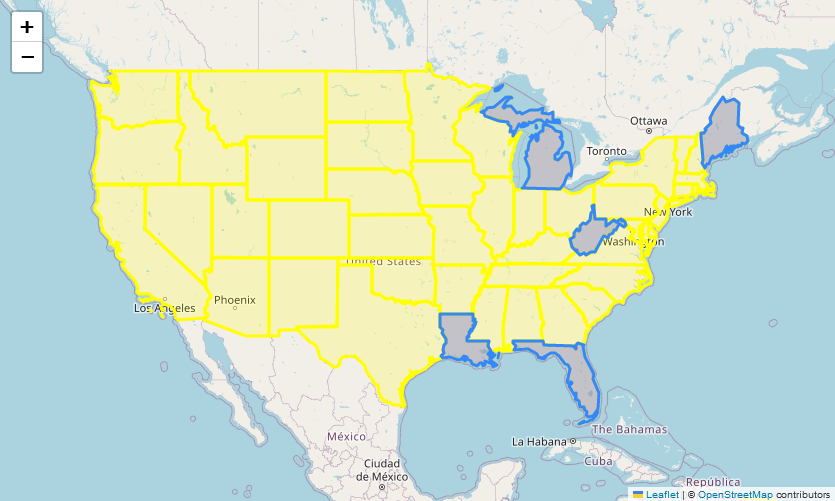 +
−
Ottawa
Toronto
New York
Washington
United States
Los Angeles
Phoenix
México
La Habana
The Bahamas
Cuba
Ciudad
de México
República
Leaflet | © OpenStreetMap contributors